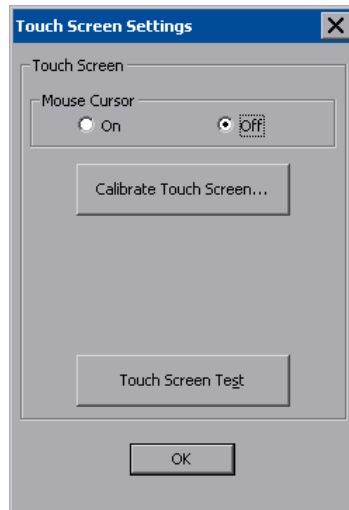 Touch Screen Settings
Touch Screen
Mouse Cursor
On Off
Calibrate Touch Screen...
Touch Screen Test
OK